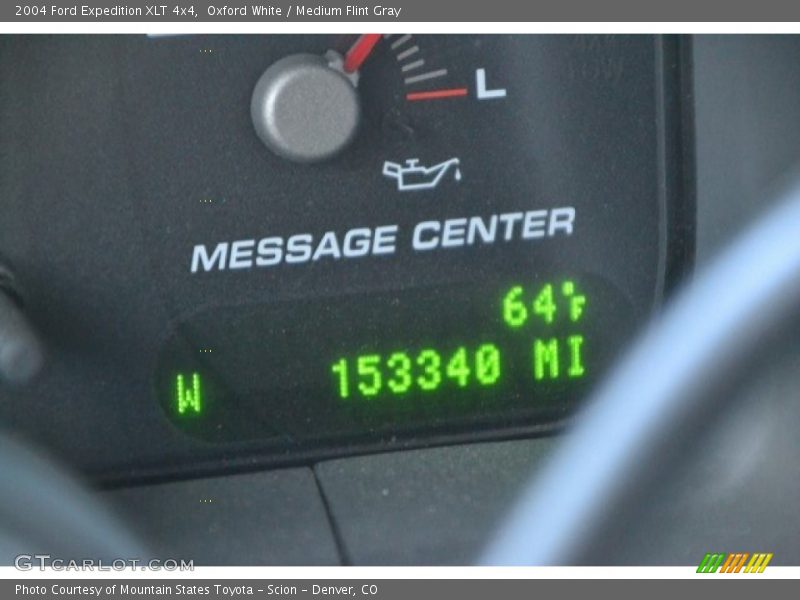 2004 Ford Expedition XLT 4x4, Oxford White / Medium Flint Gray
L
MESSAGE CENTER
64°F
W 153340 MI
GTCARLOT.COM
Photo Courtesy of Mountain States Toyota – Scion – Denver, CO